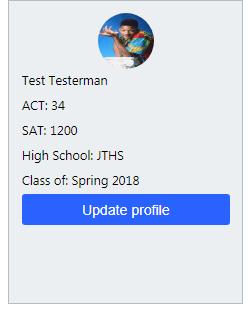 Test Testerman
ACT: 34
SAT: 1200
High School: JTHS
Class of: Spring 2018
Update profile